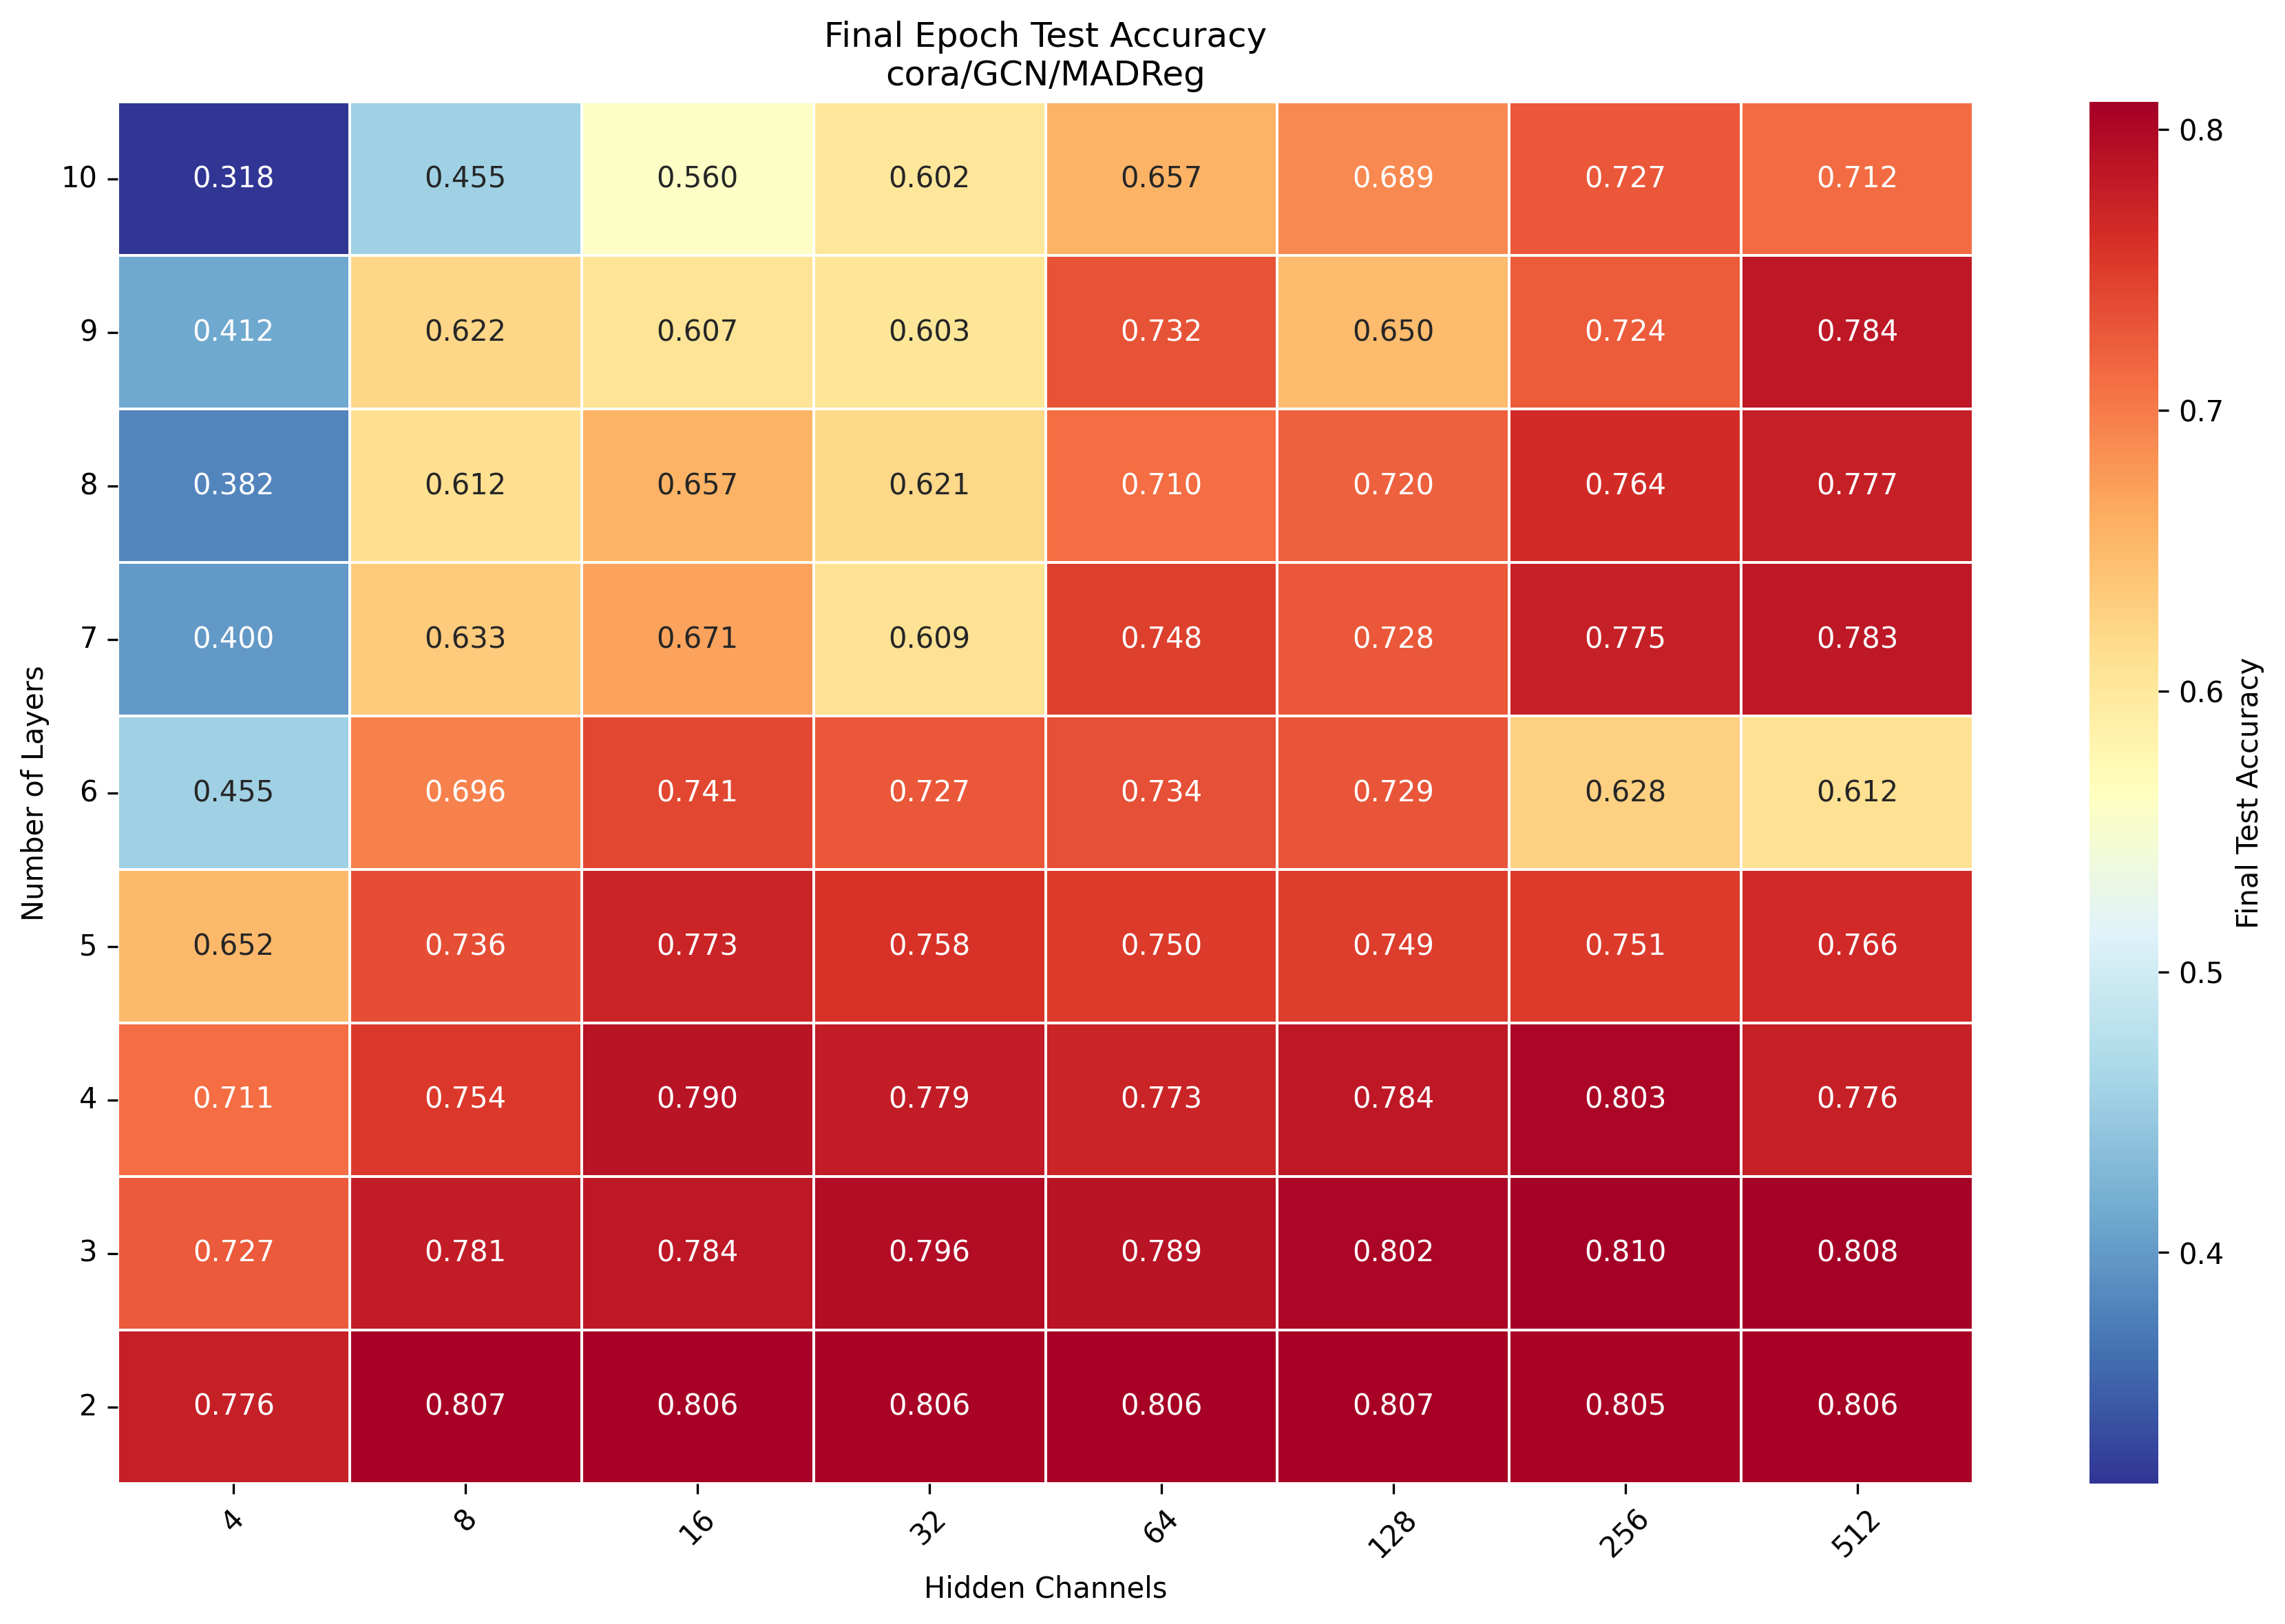 Final Epoch Test Accuracy
cora/GCN/MADReg
Number of Layers
10 0.318 0.455 0.560 0.602 0.657 0.689 0.727 0.712
9 0.412 0.622 0.607 0.603 0.732 0.650 0.724 0.784
8 0.382 0.612 0.657 0.621 0.710 0.720 0.764 0.777
7 0.400 0.633 0.671 0.609 0.748 0.728 0.775 0.783
6 0.455 0.696 0.741 0.727 0.734 0.729 0.628 0.612
5 0.652 0.736 0.773 0.758 0.750 0.749 0.751 0.766
4 0.711 0.754 0.790 0.779 0.773 0.784 0.803 0.776
3 0.727 0.781 0.784 0.796 0.789 0.802 0.810 0.808
2 0.776 0.807 0.806 0.806 0.806 0.807 0.805 0.806
4 8 16 32 64 128 256 512
Hidden Channels
0.8
0.7
0.6
0.5
0.4
Final Test Accuracy